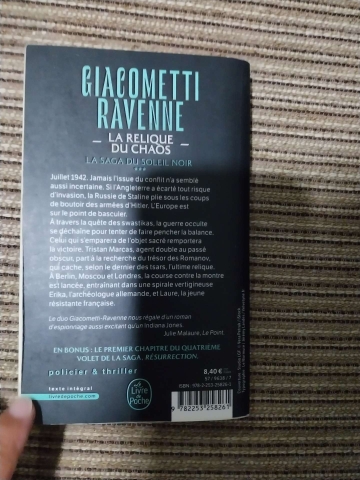 GIACOMETTI
RAVENNE
LA RELIQUE
DU CHAOS
LA SAGA DU SOLEIL NOIR
***
Juillet 1942. Jamais l'issue du conflit n'a semblé
aussi incertaine. Si l'Angleterre a écarté tout risque
d'invasion, la Russie de Staline plie sous les coups
de boutoir des armées d'Hitler. L'Europe est
sur le point de basculer.
À travers la quête des swastikas, la guerre occulte
se déchaîne pour tenter de faire pencher la balance.
Celui qui s'emparera de l'objet sacré remportera
la victoire. Tristan Marcas, agent double au passé
obscur, part à la recherche du trésor des Romanov,
qui cache, selon le dernier des tsars, l'ultime relique.
À Berlin, Moscou et Londres, la course contre la montre
est lancée, entraînant dans une spirale vertigineuse
Erika, l'archéologue allemande, et Laure, la jeune
résistante française.
Le duo Giacometti-Ravenne nous régale d'un roman
d'espionnage aussi excitant qu'un Indiana Jones.
Julie Malaure, Le Point.
EN BONUS : LE PREMIER CHAPITRE DU QUATRIÈME
VOLET DE LA SAGA, RÉSURRECTION.
policier & thriller
texte intégral
livredepoche.com
Le Livre
de Poche
8,40 €
9 782253 258261